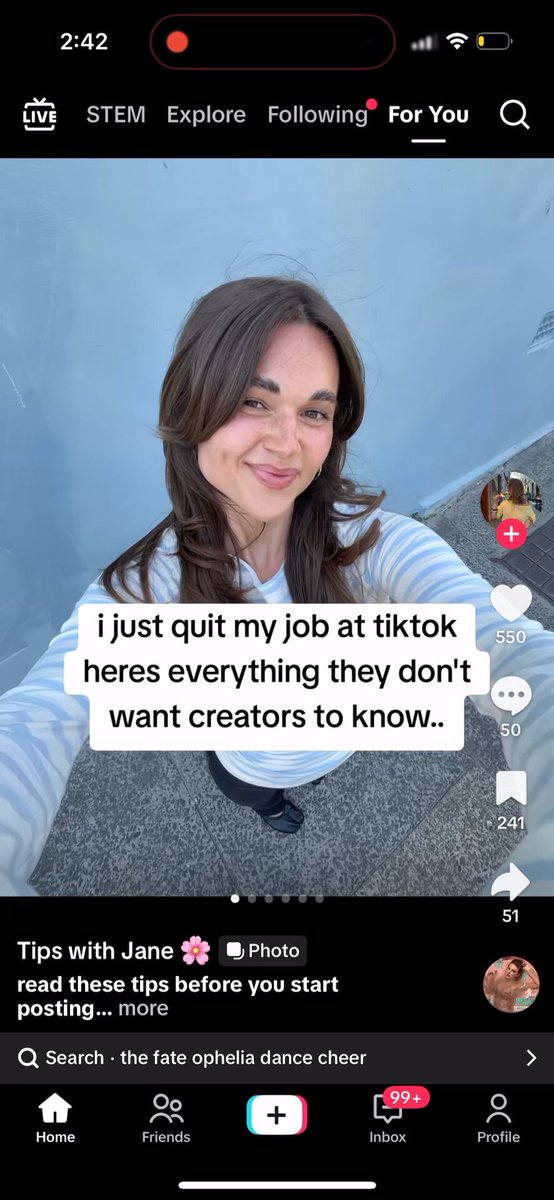 2:42
LIVE
STEM Explore Following For You
i just quit my job at tiktok
heres everything they don't
want creators to know..
550
50
241
51
Tips with Jane 🌸 Photo
read these tips before you start
posting... more
Search · the fate ophelia dance cheer
99+
Home Friends Inbox Profile